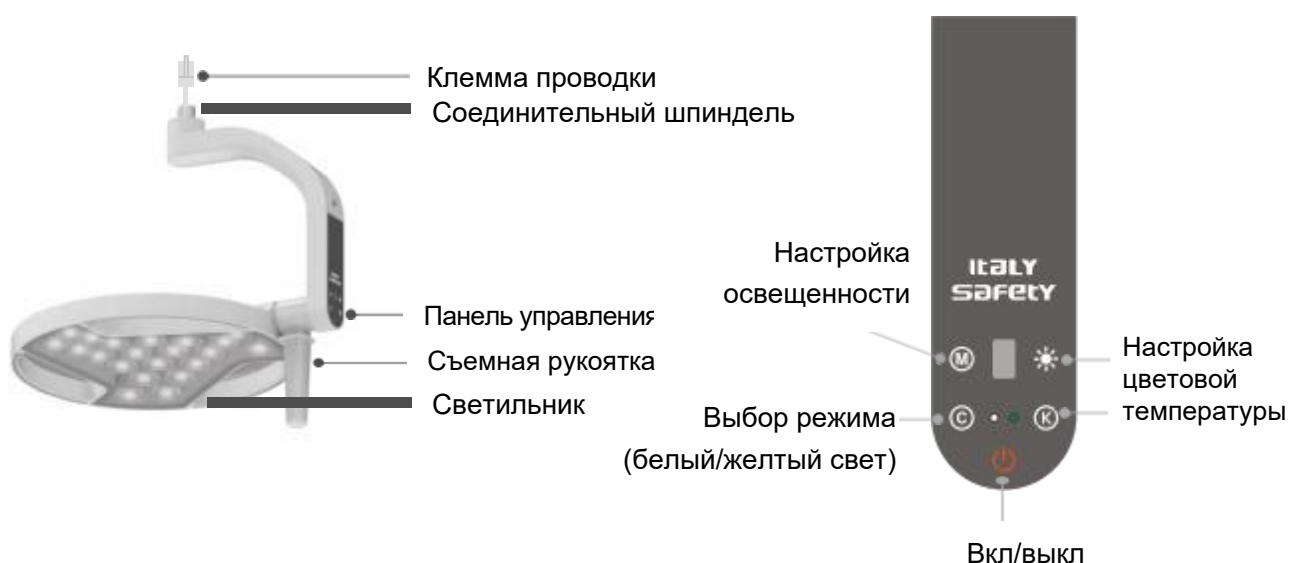 Клемма проводки
Соединительный шпиндель
Панель управления
Съемная рукоятка
Светильник
Настройка
освещенности
ITALY
SAFETY
M
C
K
Настройка
цветовой
температуры
Выбор режима
(белый/желтый свет)
Вкл/выкл